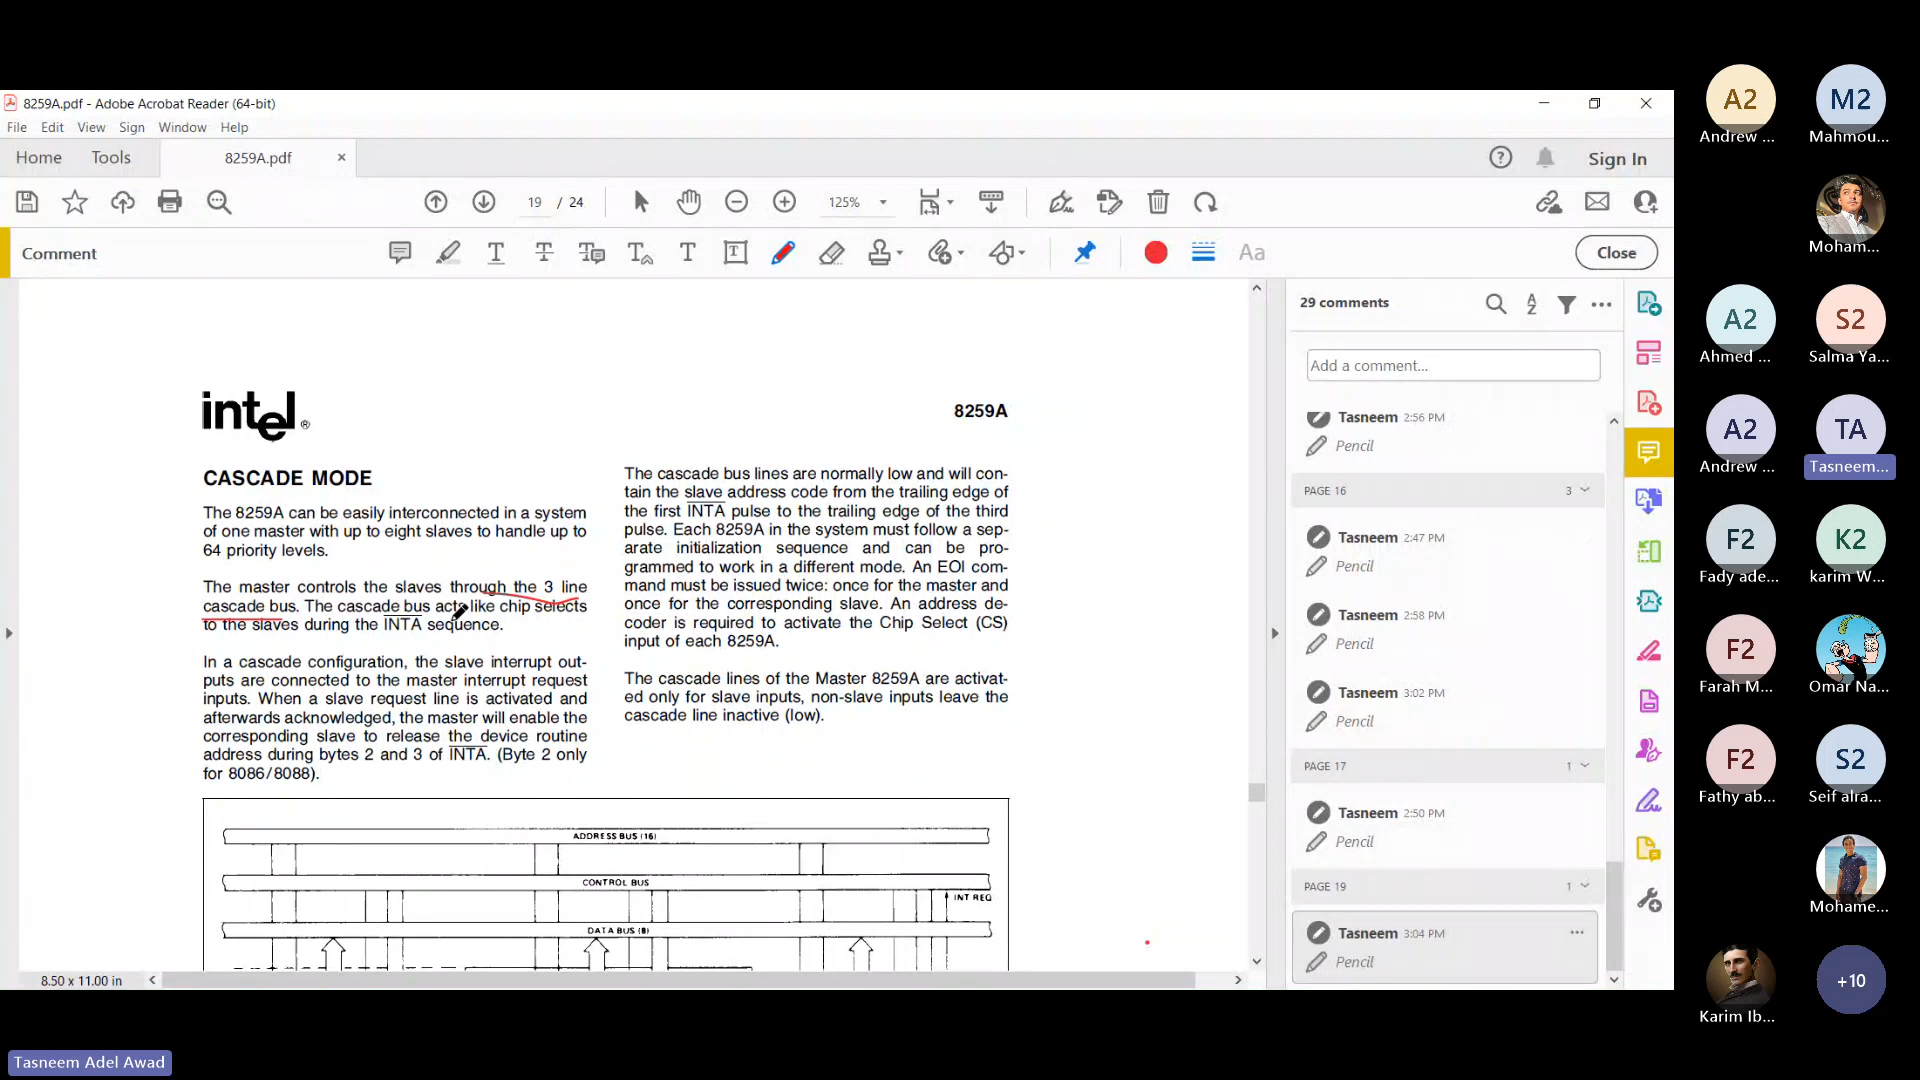 8259A.pdf - Adobe Acrobat Reader (64-bit)
File Edit View Sign Window Help
Home Tools 8259A.pdf
Sign In
19 / 24
125%
Comment
Aa
Close
intel®
8259A
CASCADE MODE
The 8259A can be easily interconnected in a system
of one master with up to eight slaves to handle up to
64 priority levels.
The master controls the slaves through the 3 line
cascade bus. The cascade bus acts like chip selects
to the slaves during the INTA sequence.
In a cascade configuration, the slave interrupt out-
puts are connected to the master interrupt request
inputs. When a slave request line is activated and
afterwards acknowledged, the master will enable the
corresponding slave to release the device routine
address during bytes 2 and 3 of INTA. (Byte 2 only
for 8086/8088).
The cascade bus lines are normally low and will con-
tain the slave address code from the trailing edge of
the first INTA pulse to the trailing edge of the third
pulse. Each 8259A in the system must follow a sep-
arate initialization sequence and can be pro-
grammed to work in a different mode. An EOI com-
mand must be issued twice: once for the master and
once for the corresponding slave. An address de-
coder is required to activate the Chip Select (CS)
input of each 8259A.
The cascade lines of the Master 8259A are activat-
ed only for slave inputs, non-slave inputs leave the
cascade line inactive (low).
ADDRESS BUS (16)
CONTROL BUS
INT REQ
DATA BUS (8)
8.50 x 11.00 in
29 comments
Add a comment...
Tasneem 2:56 PM
Pencil
PAGE 16 3
Tasneem 2:47 PM
Pencil
Tasneem 2:58 PM
Pencil
Tasneem 3:02 PM
Pencil
PAGE 17 1
Tasneem 2:50 PM
Pencil
PAGE 19 1
Tasneem 3:04 PM
Pencil
A2 M2
Andrew ... Mahmou...
Moham...
A2 S2
Ahmed ... Salma Ya...
A2 TA
Andrew ... Tasneem...
F2 K2
Fady ade... karim W...
F2
Farah M... Omar Na...
F2 S2
Fathy ab... Seif alra...
Mohame...
+10
Karim Ib...
Tasneem Adel Awad